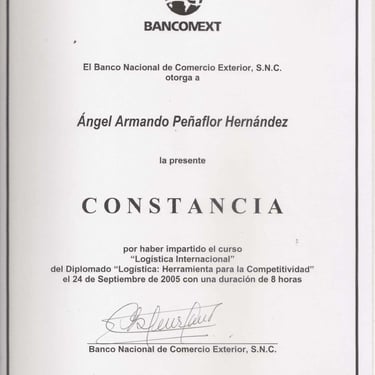 BANCOMEXT
El Banco Nacional de Comercio Exterior, S.N.C.
otorga a
Ángel Armando Peñaflor Hernández
la presente
CONSTANCIA
por haber impartido el curso
"Logística Internacional"
del Diplomado "Logística: Herramienta para la Competitividad"
el 24 de Septiembre de 2005 con una duración de 8 horas
Banco Nacional de Comercio Exterior, S.N.C.